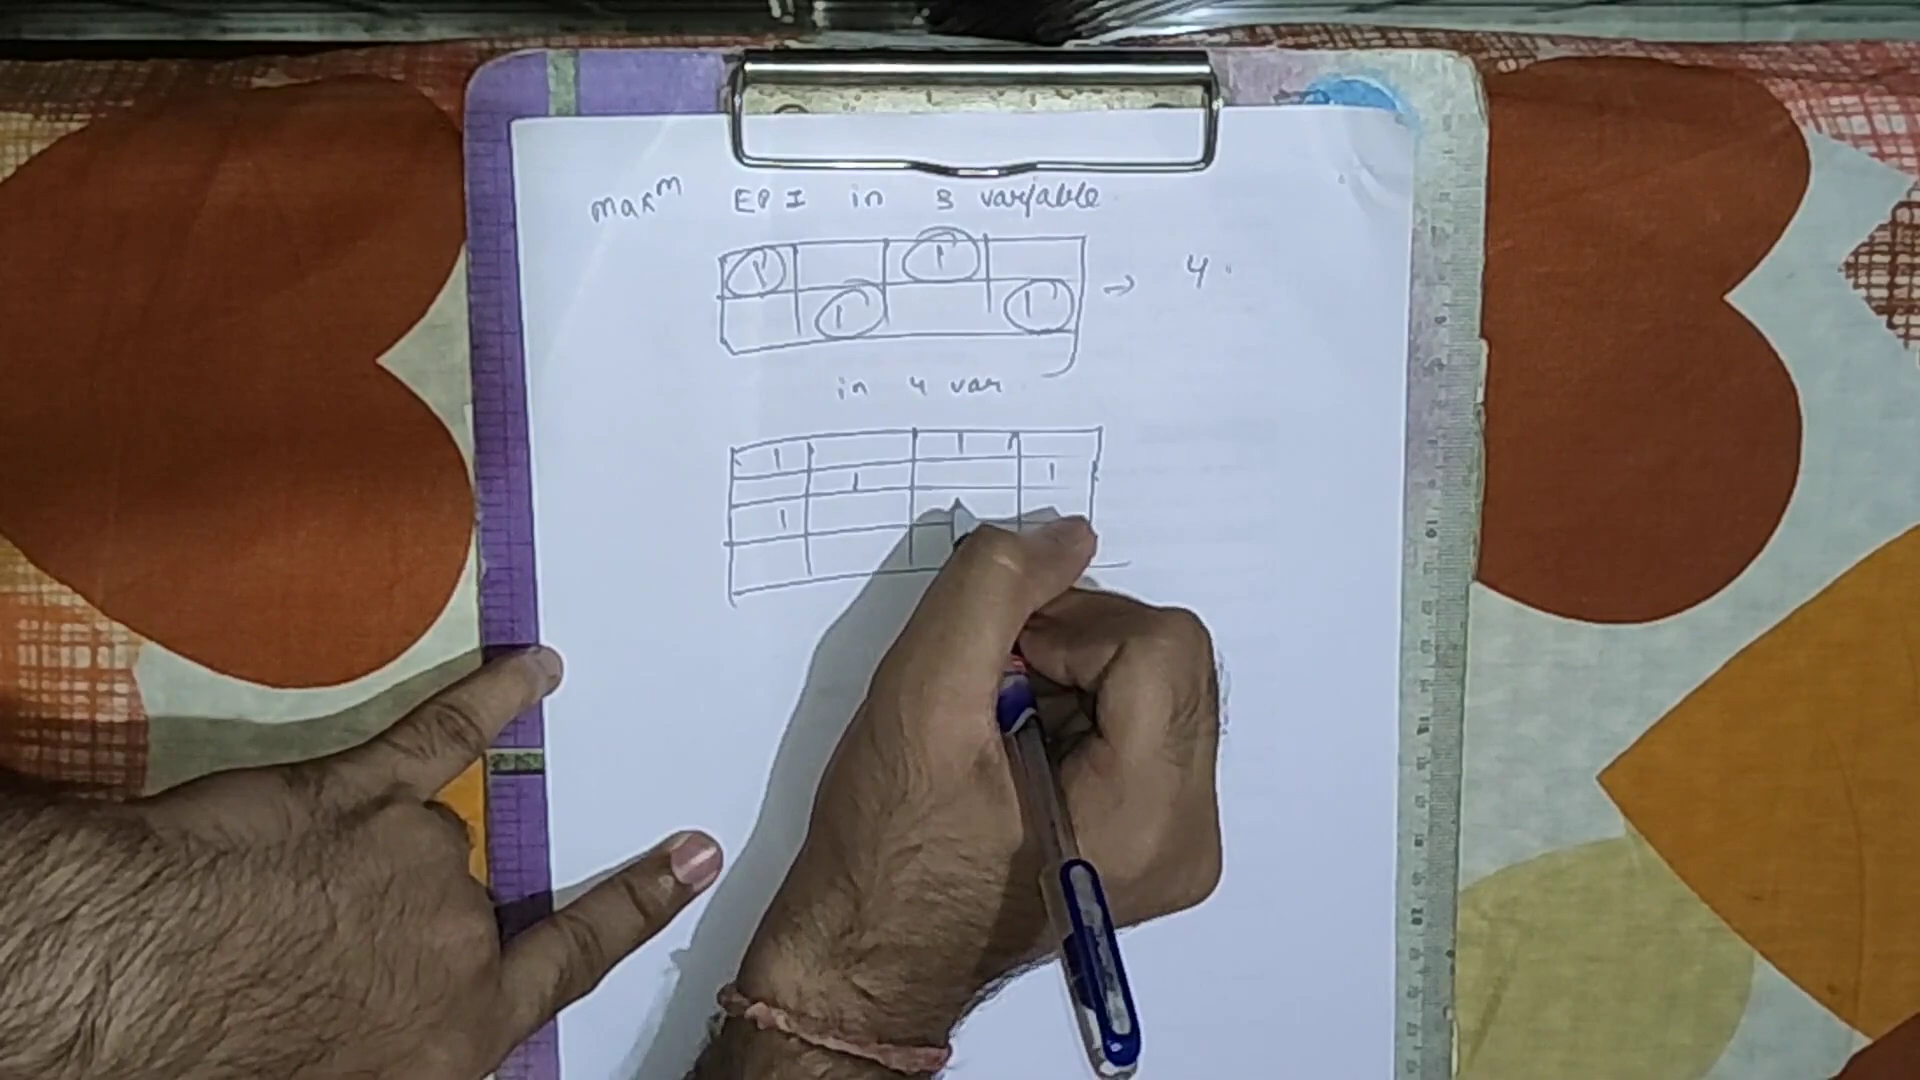 maxᵐ EPI in 3 variable
1 1
1 1 → 4.
in 4 var
1 1
1 1
1